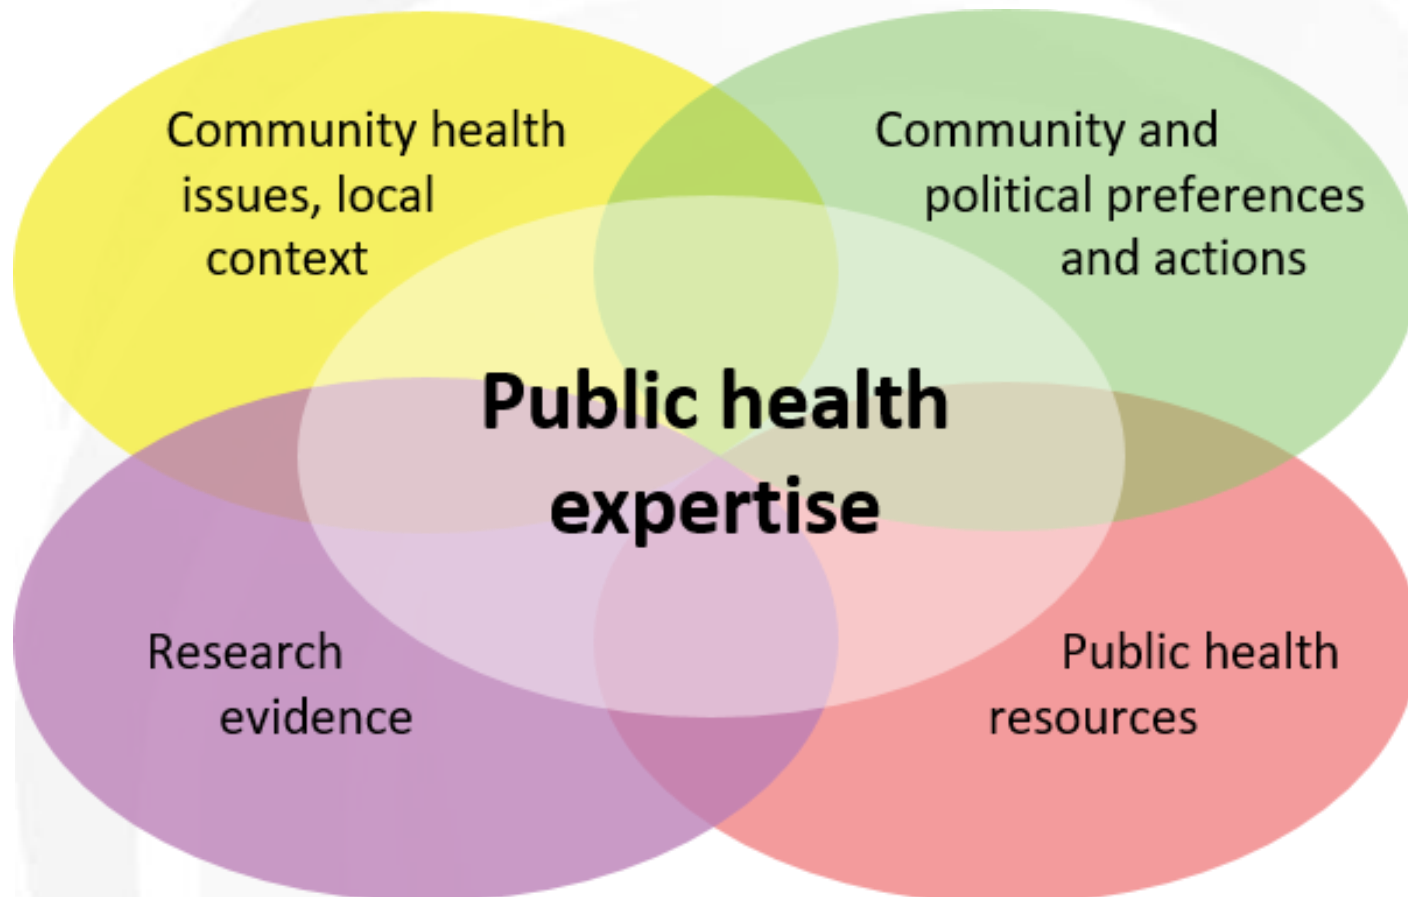 Community health
issues, local
context
Community and
political preferences
and actions
Public health
expertise
Research
evidence
Public health
resources